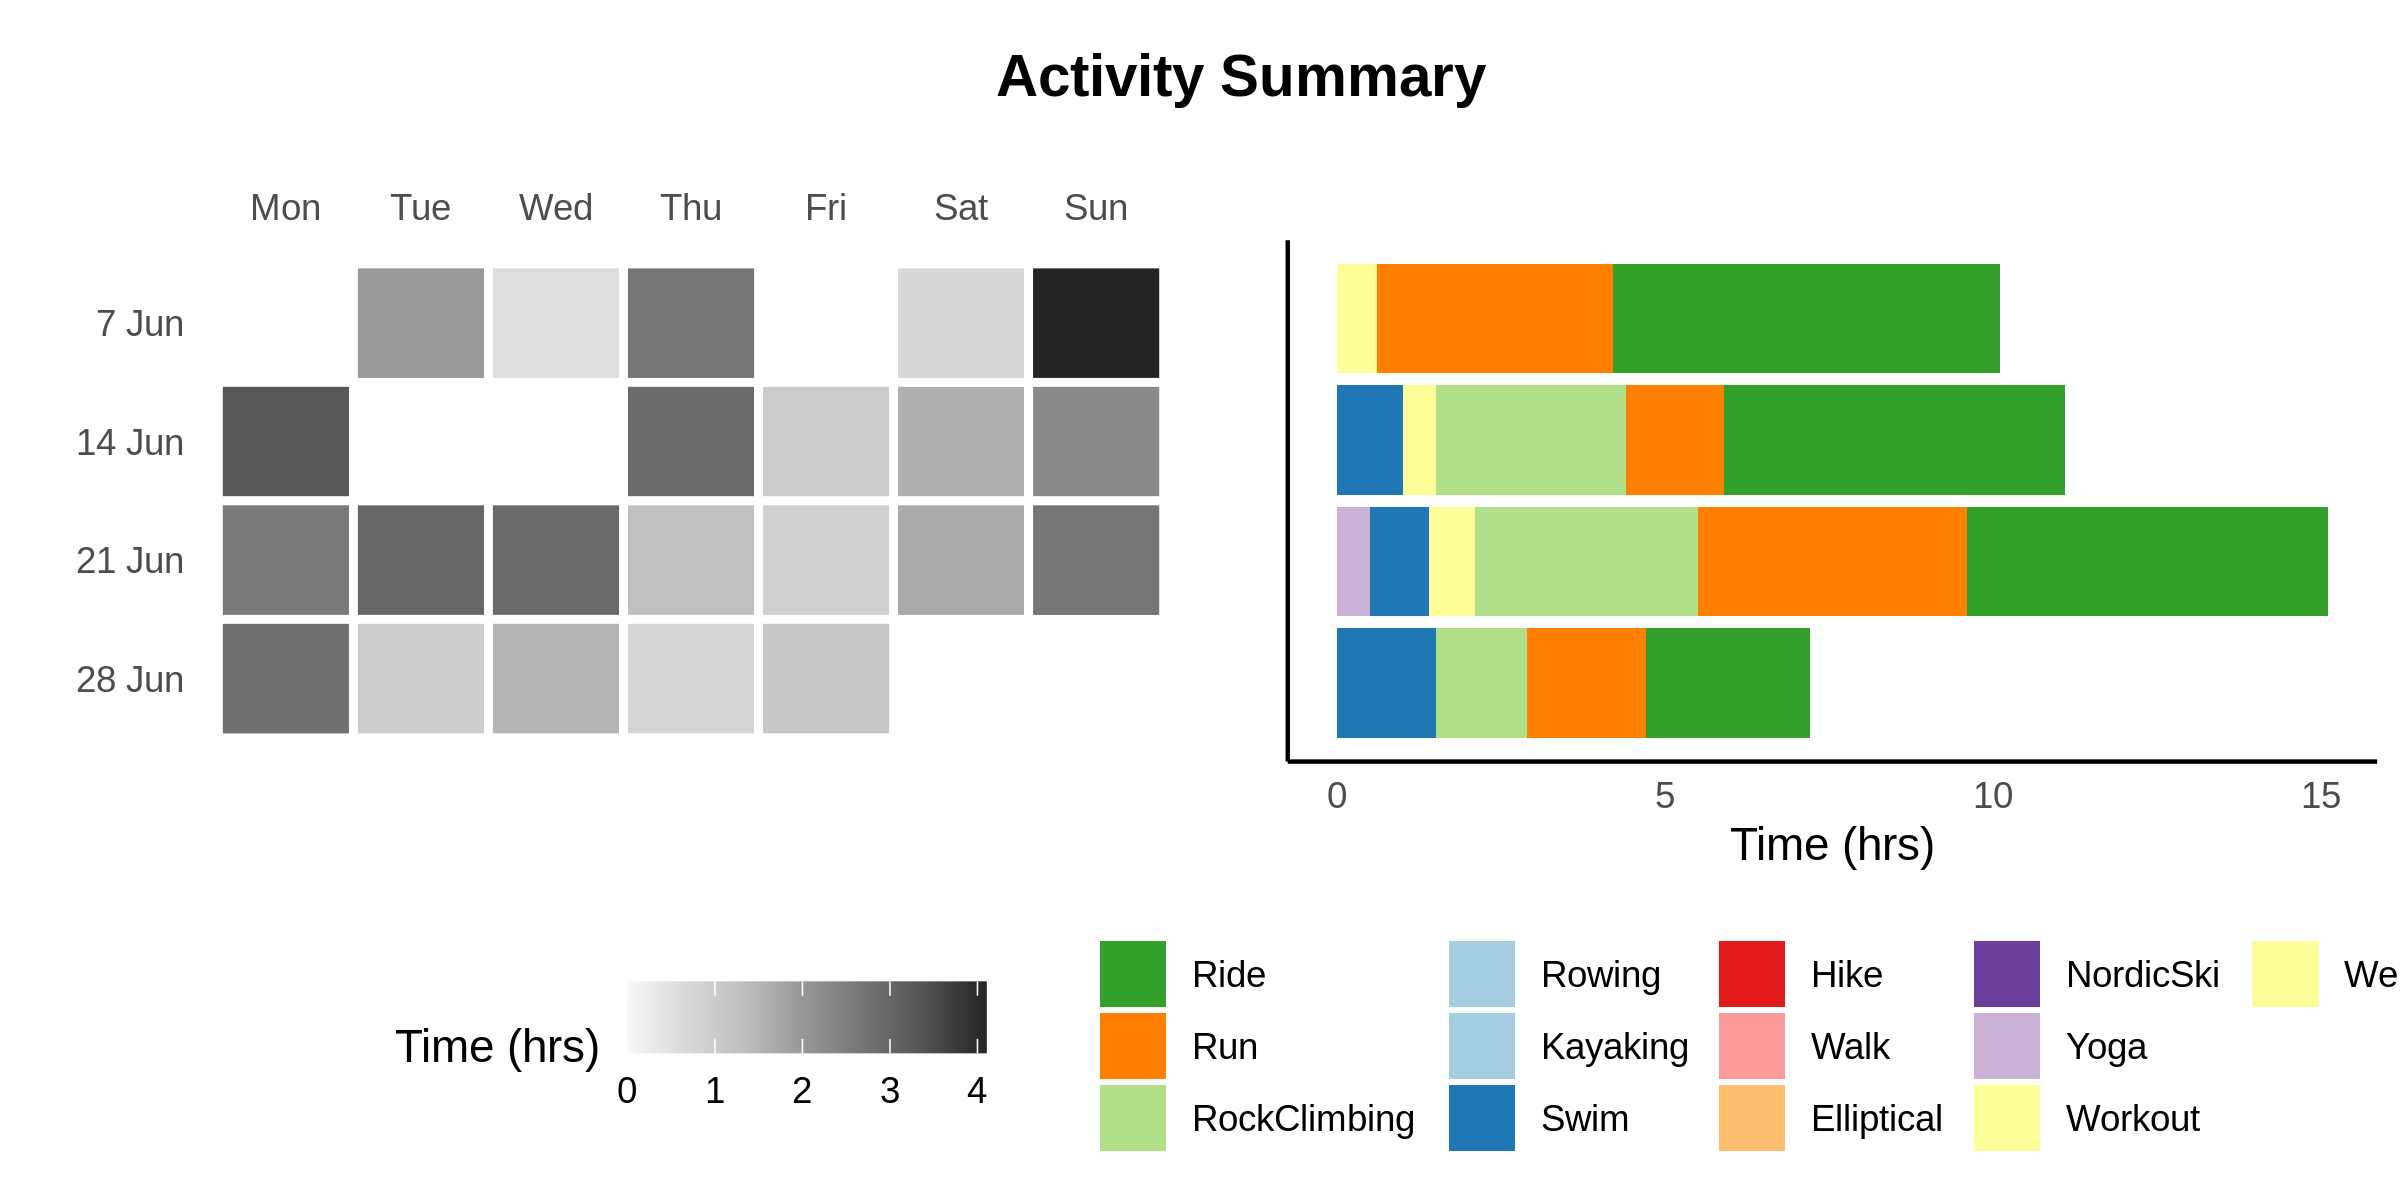 Activity Summary
Mon Tue Wed Thu Fri Sat Sun
7 Jun
14 Jun
21 Jun
28 Jun
0 5 10 15
Time (hrs)
Time (hrs)
0 1 2 3 4
Ride Rowing Hike NordicSki We
Run Kayaking Walk Yoga
RockClimbing Swim Elliptical Workout